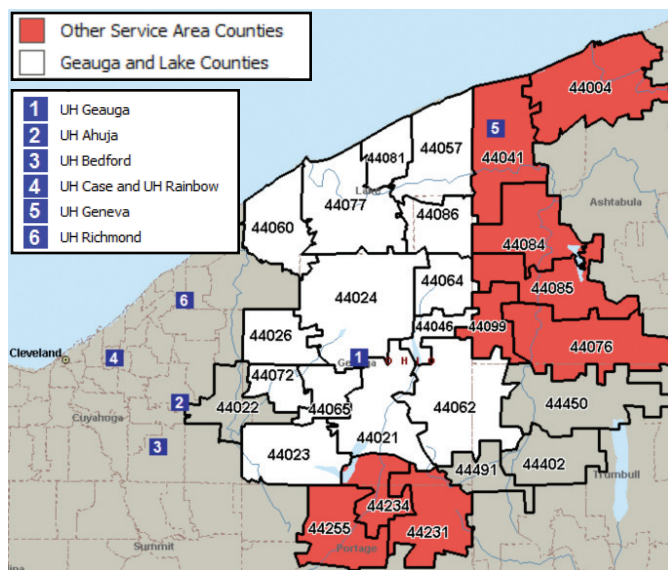 Other Service Area Counties
Geauga and Lake Counties
1 UH Geauga
2 UH Ahuja
3 UH Bedford
4 UH Case and UH Rainbow
5 UH Geneva
6 UH Richmond
44004
5
44057
44081
44041
Lake
44077
44086
Ashtabula
44060
44084
44064
44085
44024
6
44026
44046
44099
44076
Cleveland
4
1
Geauga
O H I O
44072
44450
2
44022
44065
44062
Cuyahoga
44021
3
44023
44491
44402
Trumbull
44234
44255
44231
Summit
Portage